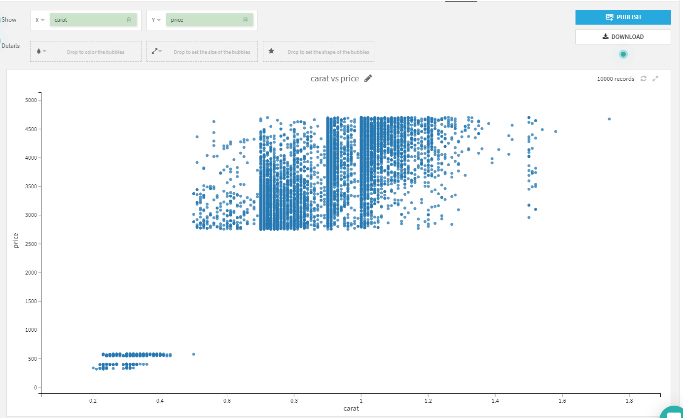 Show
X
carat
Y
price
PUBLISH
DOWNLOAD
Details
Drop to color the bubbles
Drop to set the size of the bubbles
Drop to set the shape of the bubbles
carat vs price
10000 records
5000
4500
4000
3500
3000
2500
2000
1500
1000
500
0
price
0.2
0.4
0.6
0.8
1
1.2
1.4
1.6
1.8
carat